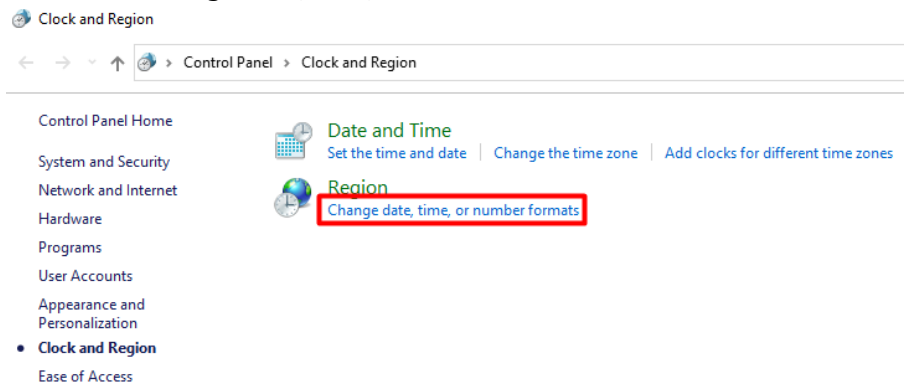 Clock and Region
Control Panel > Clock and Region
Control Panel Home
System and Security
Network and Internet
Hardware
Programs
User Accounts
Appearance and
Personalization
Clock and Region
Ease of Access
Date and Time
Set the time and date | Change the time zone | Add clocks for different time zones
Region
Change date, time, or number formats